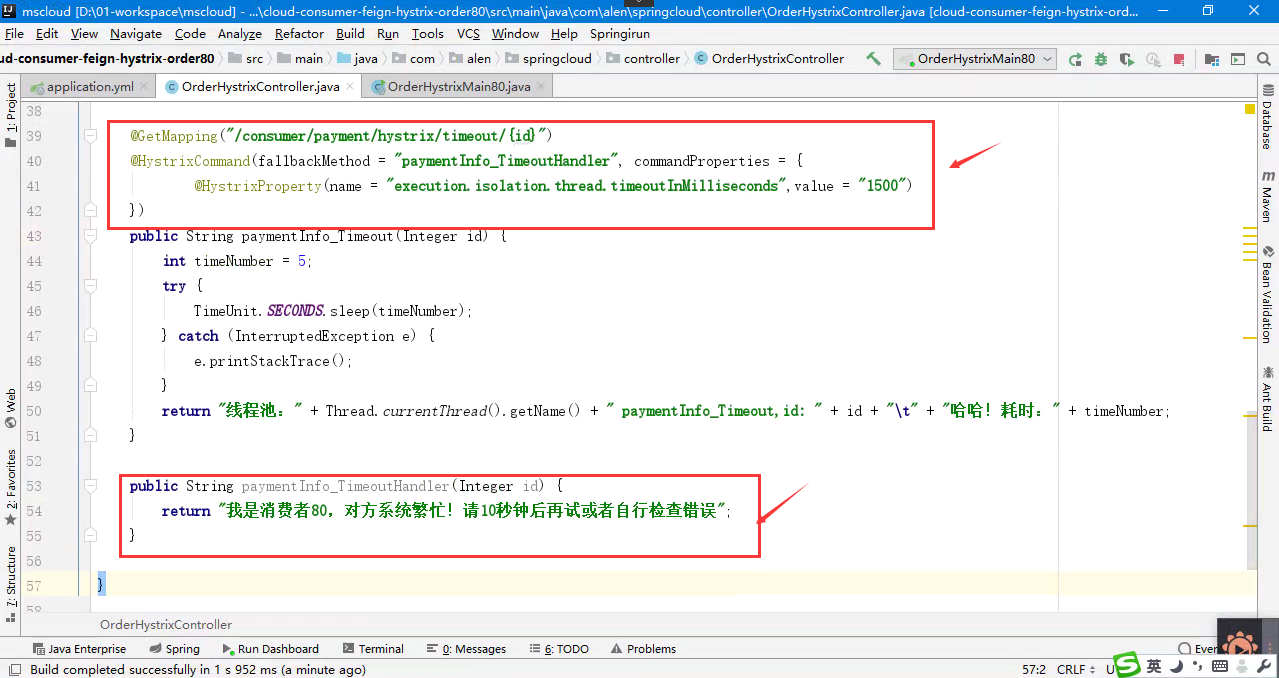 mscloud [D:\01-workspace\mscloud] - ...\cloud-consumer-feign-hystrix-order80\src\main\java\com\alen\springcloud\controller\OrderHystrixController.java [cloud-consumer-feign-hystrix-ord...
File Edit View Navigate Code Analyze Refactor Build Run Tools VCS Window Help Springirun
ud-consumer-feign-hystrix-order80 src main java com alen springcloud controller OrderHystrixController OrderHystrixMain80
application.yml OrderHystrixController.java OrderHystrixMain80.java
1: Project
Web
2: Favorites
7: Structure
38
39 @GetMapping("/consumer/payment/hystrix/timeout/{id}")
40 @HystrixCommand(fallbackMethod = "paymentInfo_TimeoutHandler", commandProperties = {
41 @HystrixProperty(name = "execution.isolation.thread.timeoutInMilliseconds",value = "1500")
42 })
43 public String paymentInfo_Timeout(Integer id) {
44 int timeNumber = 5;
45 try {
46 TimeUnit.SECONDS.sleep(timeNumber);
47 } catch (InterruptedException e) {
48 e.printStackTrace();
49 }
50 return "线程池：" + Thread.currentThread().getName() + " paymentInfo_Timeout,id: " + id + "\t" + "哈哈！耗时：" + timeNumber;
51 }
52
53 public String paymentInfo_TimeoutHandler(Integer id) {
54 return "我是消费者80，对方系统繁忙！请10秒钟后再试或者自行检查错误";
55 }
56
57 }
58
Database
Maven
Bean Validation
Ant Build
OrderHystrixController
Java Enterprise Spring Run Dashboard Terminal 0: Messages 6: TODO Problems Even
Build completed successfully in 1 s 952 ms (a minute ago) 57:2 CRLF U
S 英